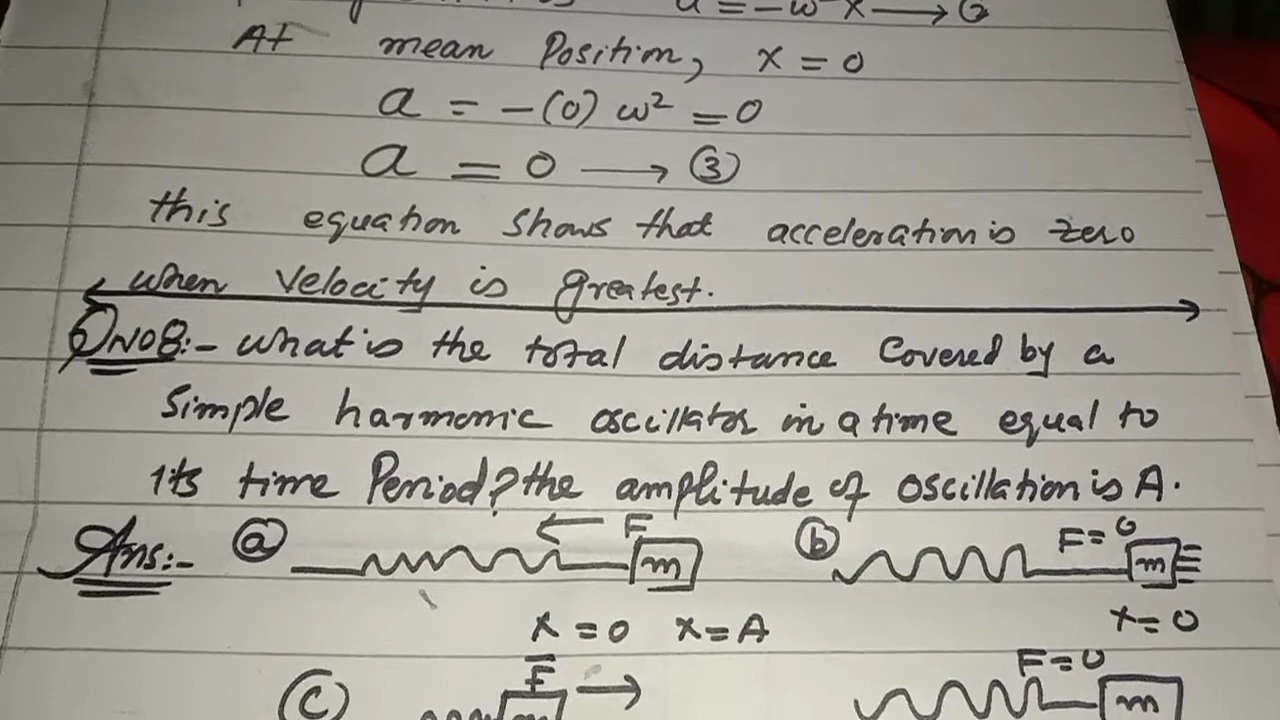 a = -ω x → ②
At mean Position, x = 0
a = -(0) ω² = 0
a = 0 → ③
this equation shows that acceleration is zero
when velocity is greatest.
QNO8:- what is the total distance Covered by a
Simple harmonic oscillator in a time equal to
its time Period? the amplitude of oscillation is A.
Ans:- ⓐ ← F m ⓑ F=0 m
x = 0 x = A x = 0
ⓒ F → F=0 m